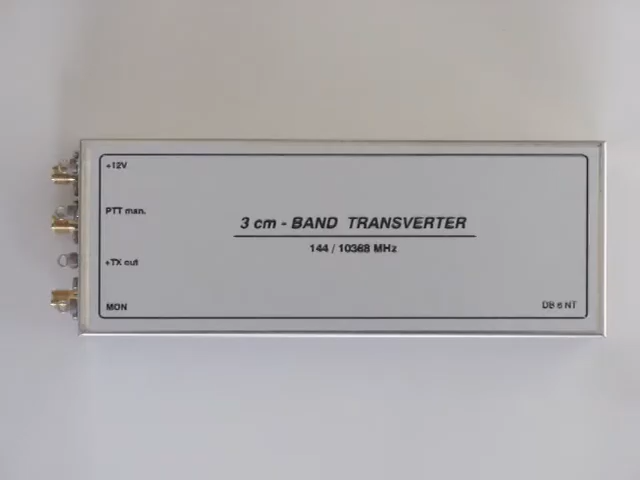 +12V
PTT man.
3 cm - BAND TRANSVERTER
144 / 10368 MHz
+TX out
MON
DB 6 NT